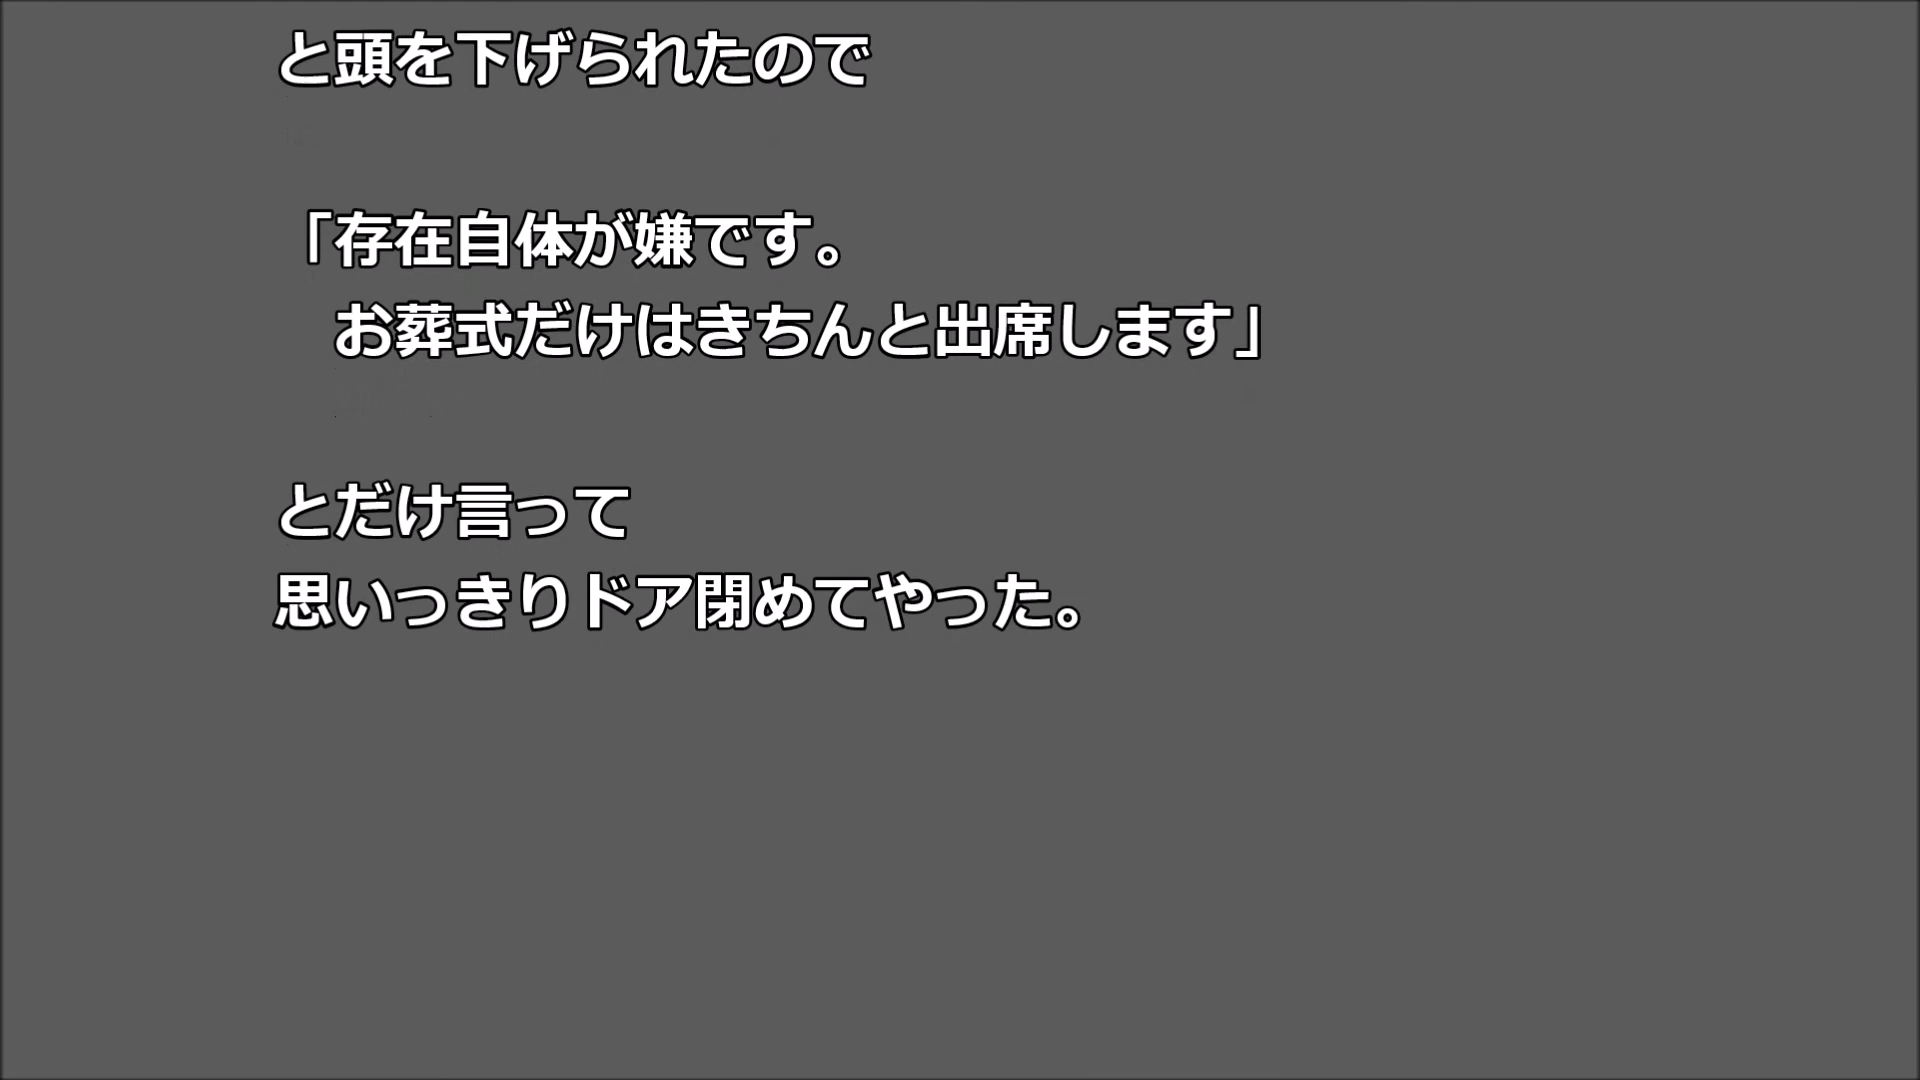 と頭を下げられたので
「存在自体が嫌です。
お葬式だけはきちんと出席します」
とだけ言って
思いっきりドア閉めてやった。